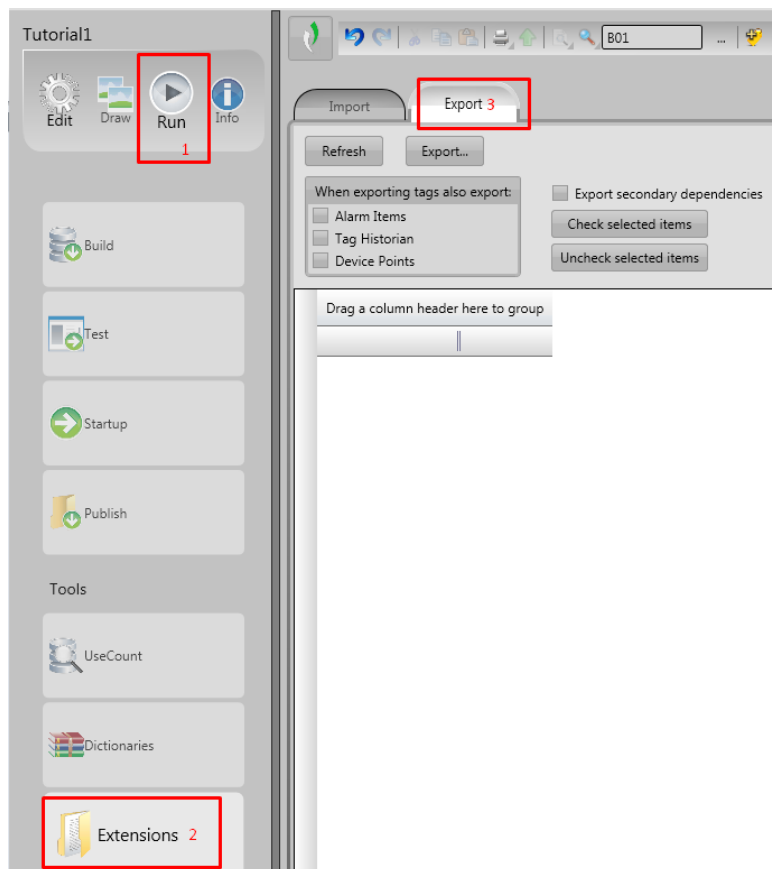 Tutorial1
Edit
Draw
Run
Info
1
Build
Test
Startup
Publish
Tools
UseCount
Dictionaries
Extensions 2
B01
...
Import
Export 3
Refresh
Export...
When exporting tags also export:
Alarm Items
Tag Historian
Device Points
Export secondary dependencies
Check selected items
Uncheck selected items
Drag a column header here to group